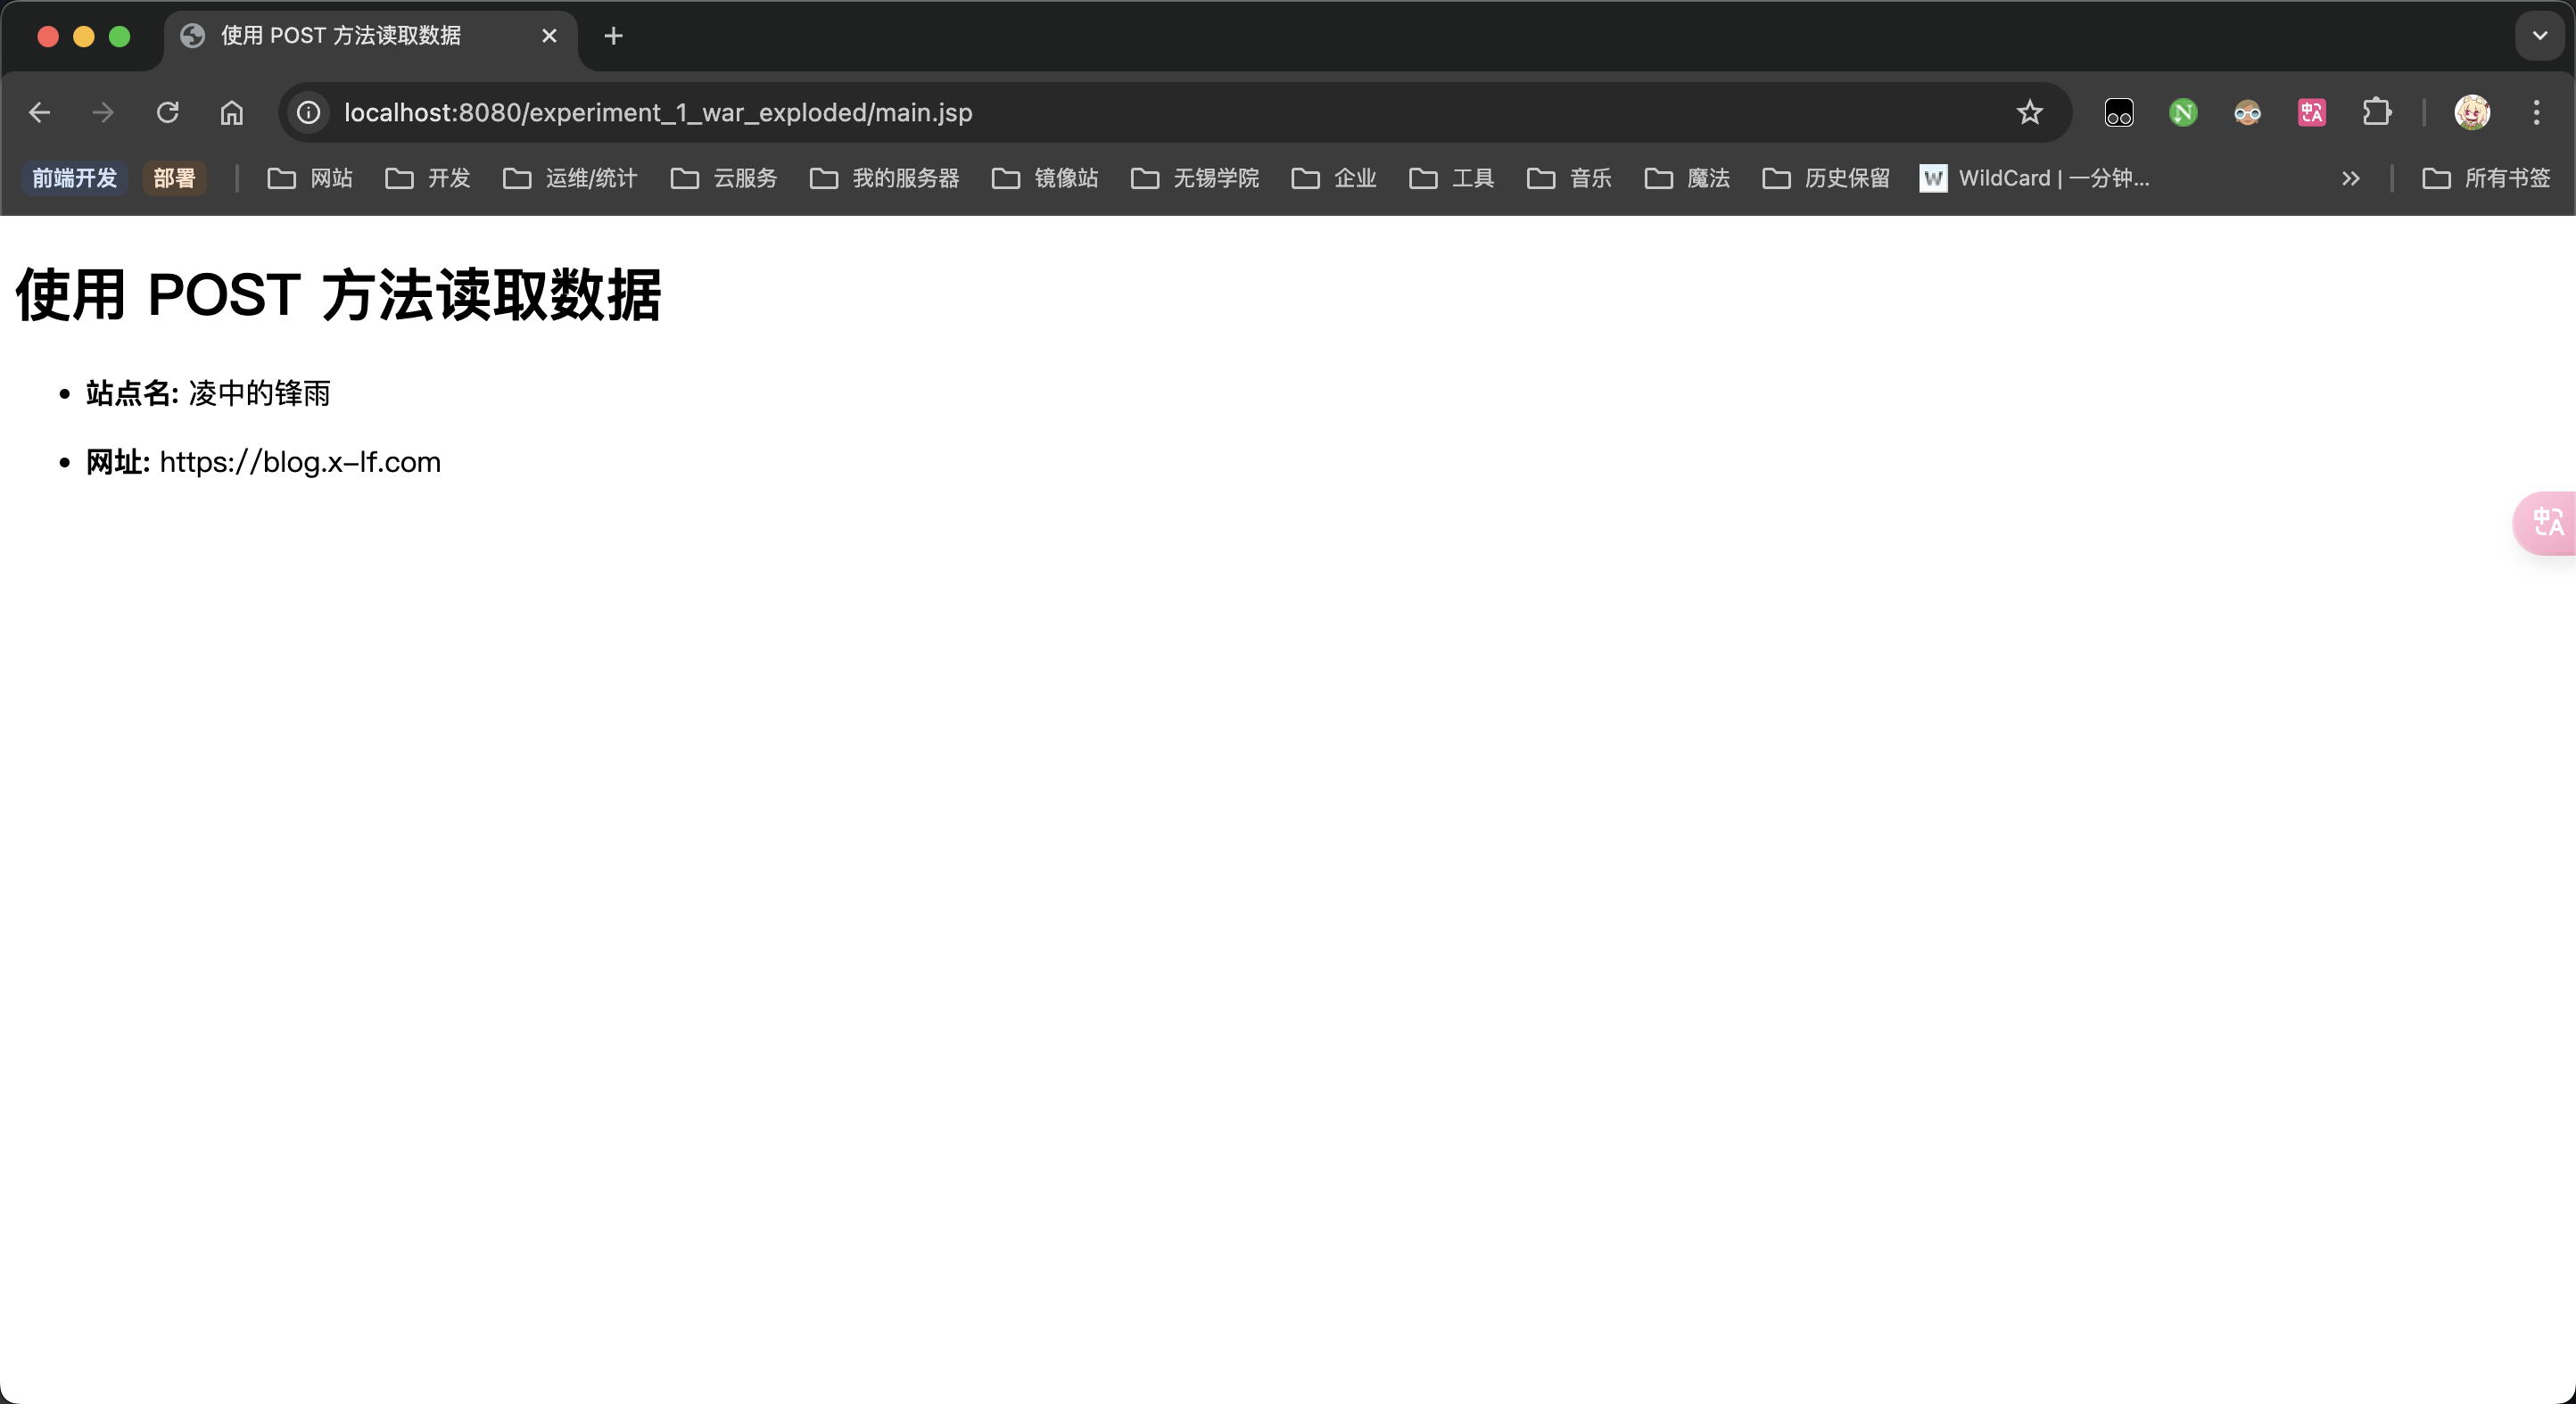 使用 POST 方法读取数据
localhost:8080/experiment_1_war_exploded/main.jsp
前端开发 部署 网站 开发 运维/统计 云服务 我的服务器 镜像站 无锡学院 企业 工具 音乐 魔法 历史保留 W WildCard | 一分钟... 所有书签
使用 POST 方法读取数据
• 站点名: 凌中的锋雨
• 网址: https://blog.x-lf.com